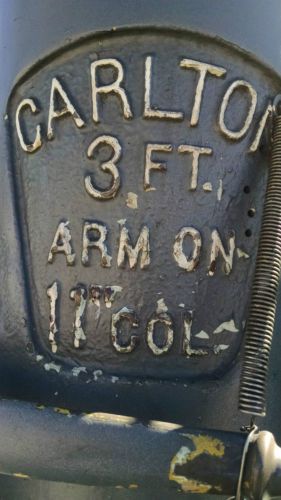 CARLTON
3 FT.
ARM ON
11" COL.